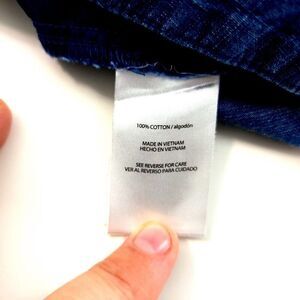 100% COTTON / algodón
MADE IN VIETNAM
HECHO EN VIETNAM
SEE REVERSE FOR CARE
VER AL REVERSO PARA CUIDADO